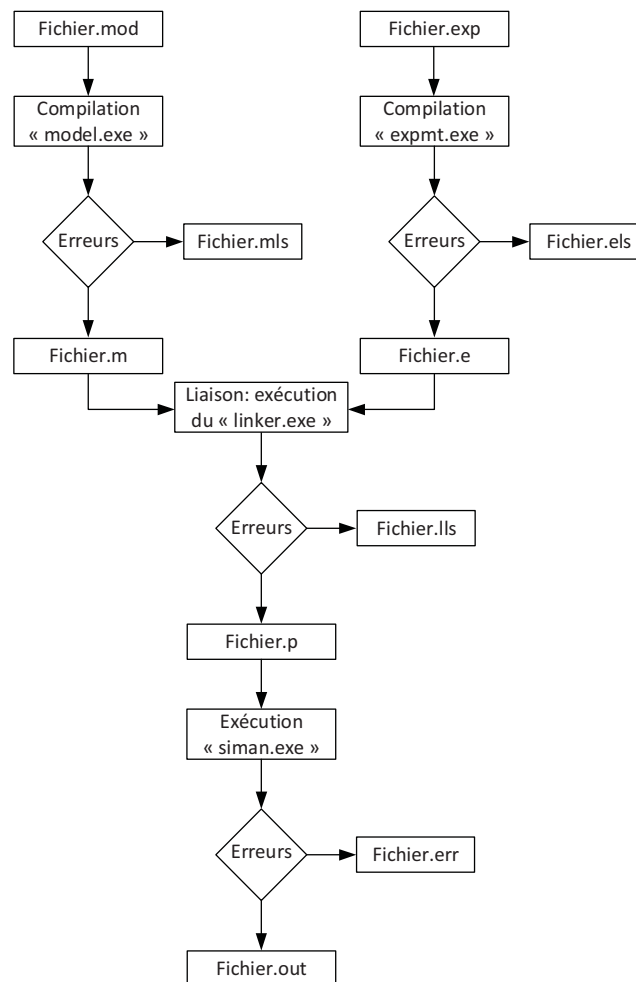 Fichier.mod
Fichier.exp
Compilation
« model.exe »
Compilation
« expmt.exe »
Erreurs
Fichier.mls
Erreurs
Fichier.els
Fichier.m
Fichier.e
Liaison: exécution
du « linker.exe »
Erreurs
Fichier.lls
Fichier.p
Exécution
« siman.exe »
Erreurs
Fichier.err
Fichier.out